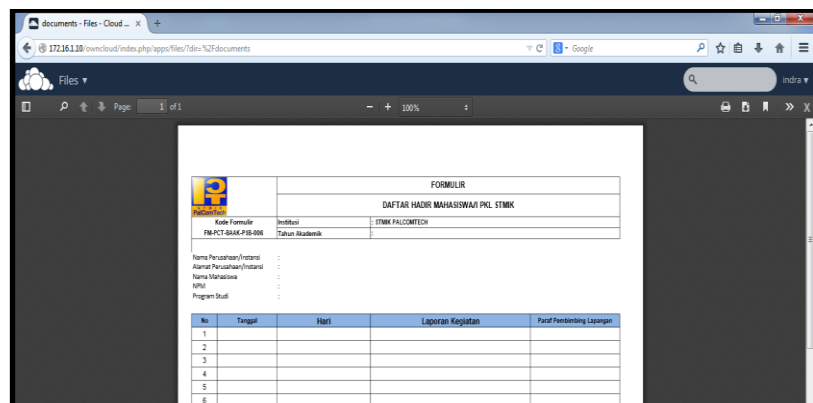 documents - Files - Cloud ... × +
172.16.1.10/owncloud/index.php/apps/files/?dir=%2Fdocuments
Google
Files
indra
Page: 1 of 1
− + 100%
FORMULIR
DAFTAR HADIR MAHASISWA/I PKL STMIK
PalComTech
Kode Formulir Institusi : STMIK PALCOMTECH
FM-PCT-BAAK-PSB-006 Tahun Akademik :
Nama Perusahaan/Instansi :
Alamat Perusahaan/Instansi :
Nama Mahasiswa :
NPM :
Program Studi :
No Tanggal Hari Laporan Kegiatan Paraf Pembimbing Lapangan
1
2
3
4
5
6